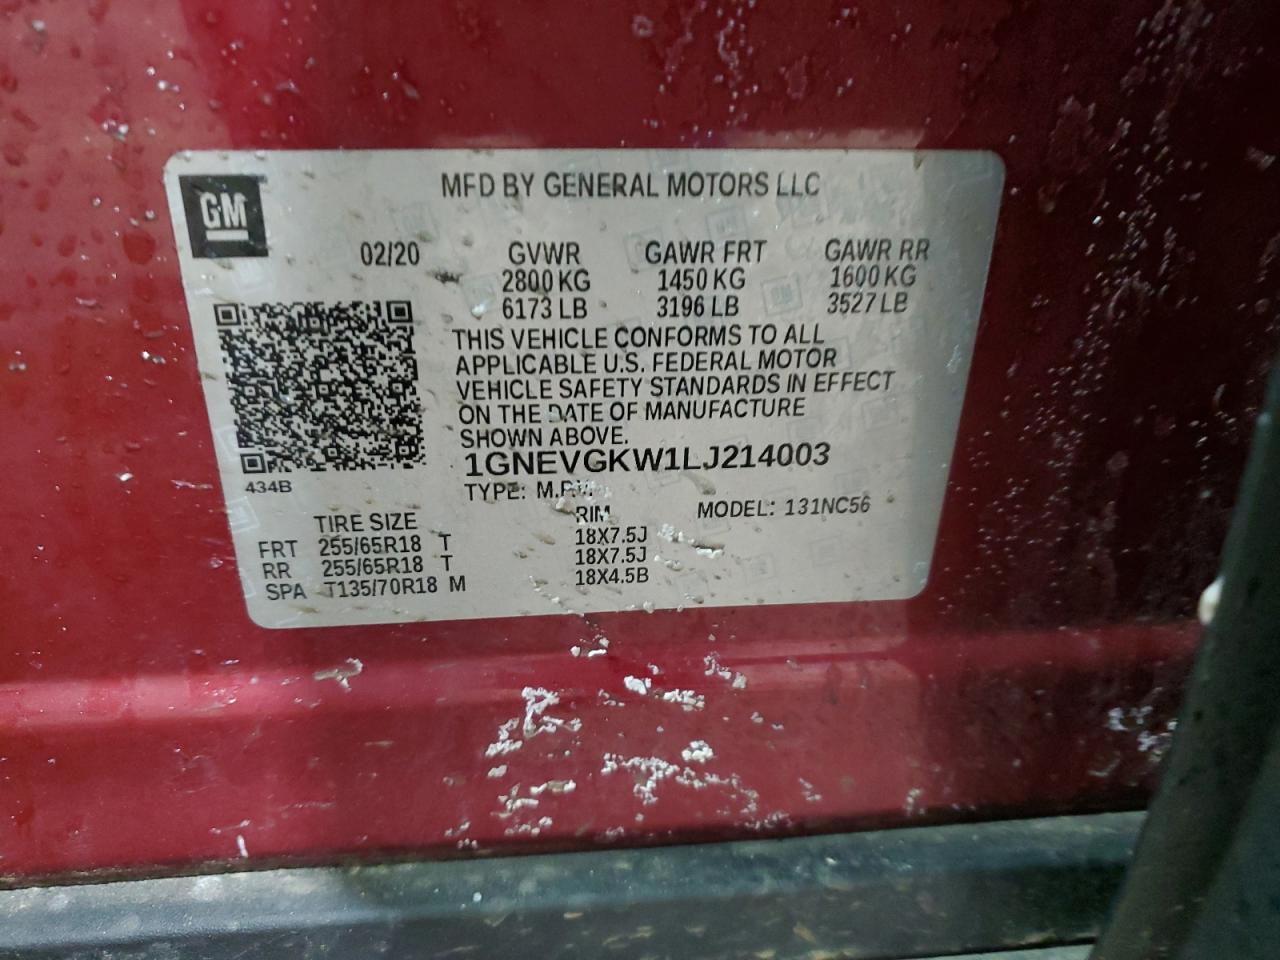 MFD BY GENERAL MOTORS LLC
GM
02/20 GVWR GAWR FRT GAWR RR
2800 KG 1450 KG 1600 KG
6173 LB 3196 LB 3527 LB
THIS VEHICLE CONFORMS TO ALL
APPLICABLE U.S. FEDERAL MOTOR
VEHICLE SAFETY STANDARDS IN EFFECT
ON THE DATE OF MANUFACTURE
SHOWN ABOVE.
1GNEVGKW1LJ214003
434B
TYPE:
MODEL: 131NC56
TIRE SIZE RIM
FRT 255/65R18 T 18X7.5J
RR 255/65R18 T 18X7.5J
SPA T135/70R18 M 18X4.5B